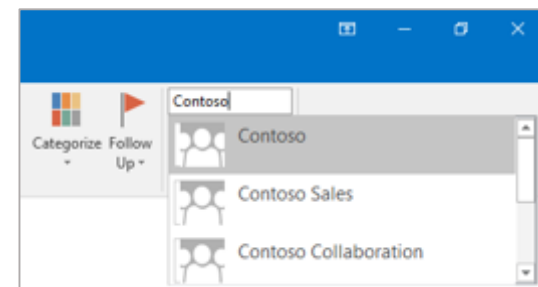 Contoso
Categorize Follow
Up
Contoso
Contoso Sales
Contoso Collaboration